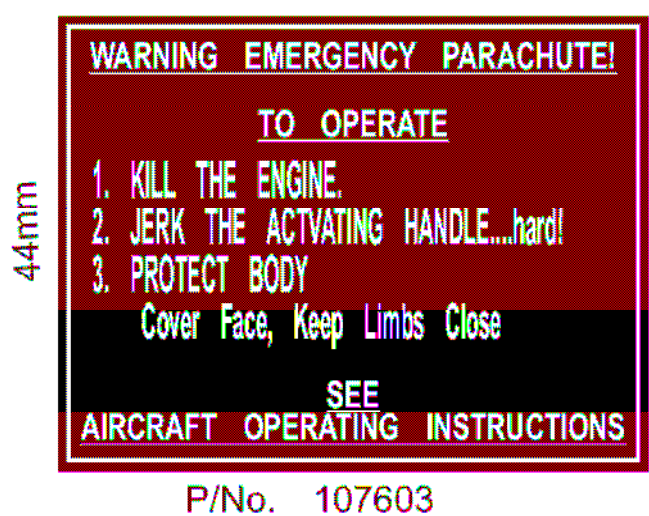 WARNING EMERGENCY PARACHUTE!
TO OPERATE
1. KILL THE ENGINE.
2. JERK THE ACTVATING HANDLE....hard!
3. PROTECT BODY
Cover Face, Keep Limbs Close
SEE
AIRCRAFT OPERATING INSTRUCTIONS
44mm
P/No. 107603